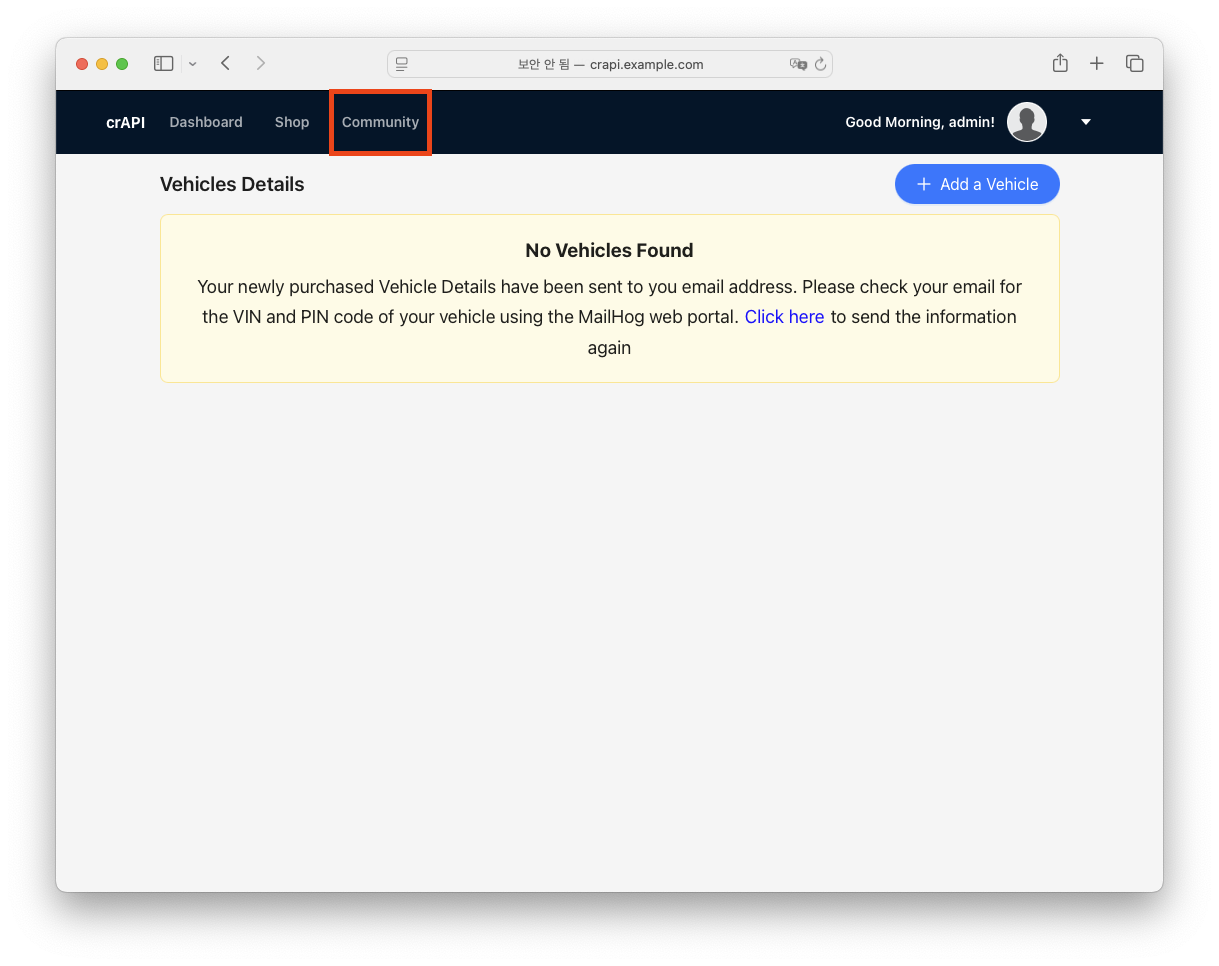 보안 안 됨 — crapi.example.com
crAPI Dashboard Shop Community Good Morning, admin!
Vehicles Details
+ Add a Vehicle
No Vehicles Found
Your newly purchased Vehicle Details have been sent to you email address. Please check your email for
the VIN and PIN code of your vehicle using the MailHog web portal. Click here to send the information
again